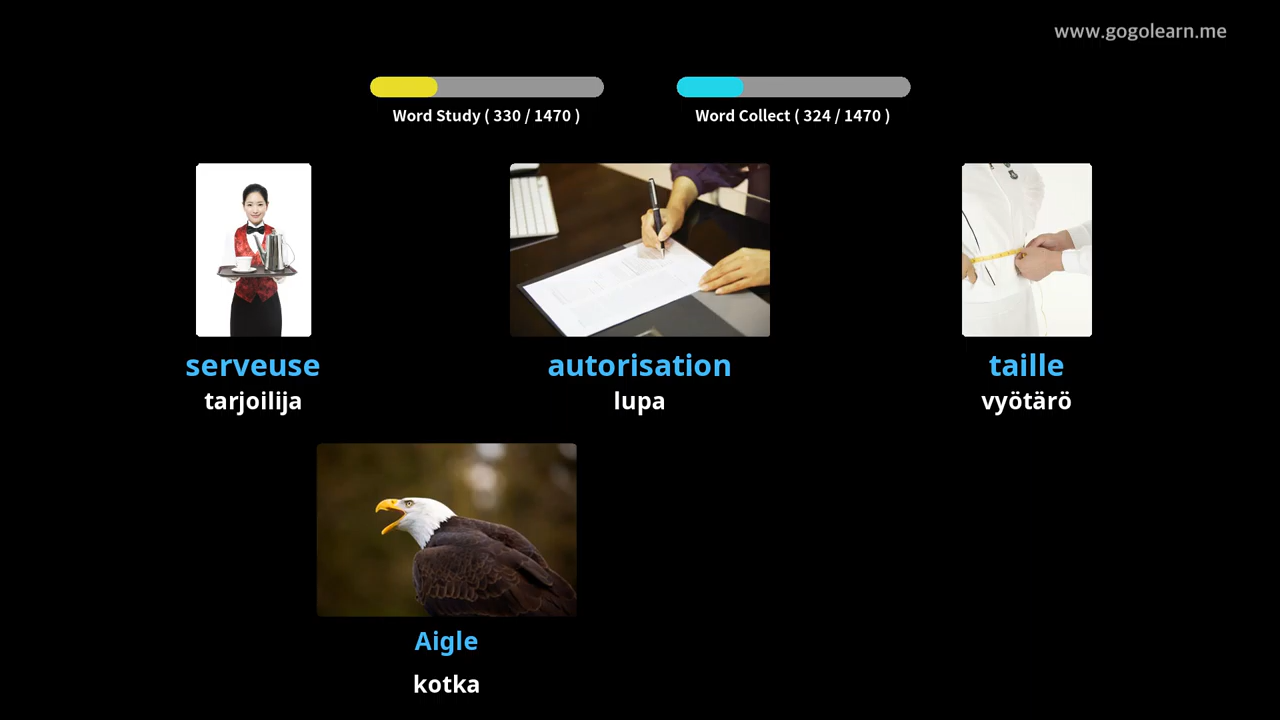 www.gogolearn.me
Word Study ( 330 / 1470 )
Word Collect ( 324 / 1470 )
serveuse
tarjoilija
autorisation
lupa
taille
vyötärö
Aigle
kotka